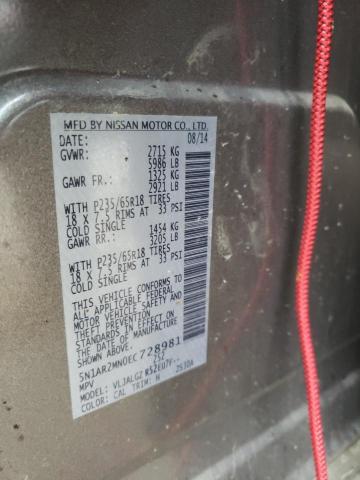 MFD BY NISSAN MOTOR CO., LTD.
DATE: 08/14
GVWR: 2715 KG
5986 LB
GAWR FR.: 1325 KG
2921 LB
WITH P235/65R18 TIRES
18 X 7.5 RIMS AT 33 PSI
COLD SINGLE
GAWR RR.: 1454 KG
3205 LB
WITH P235/65R18 TIRES
18 X 7.5 RIMS AT 33 PSI
COLD SINGLE
THIS VEHICLE CONFORMS TO
ALL APPLICABLE FEDERAL
MOTOR VEHICLE SAFETY
STANDARDS IN EFFECT ON
THE DATE OF MANUFACTURE
SHOWN ABOVE.
5N1AR2MN0EC728981
MPV
MODEL:
COLOR: CAL TRIM: H 2530A